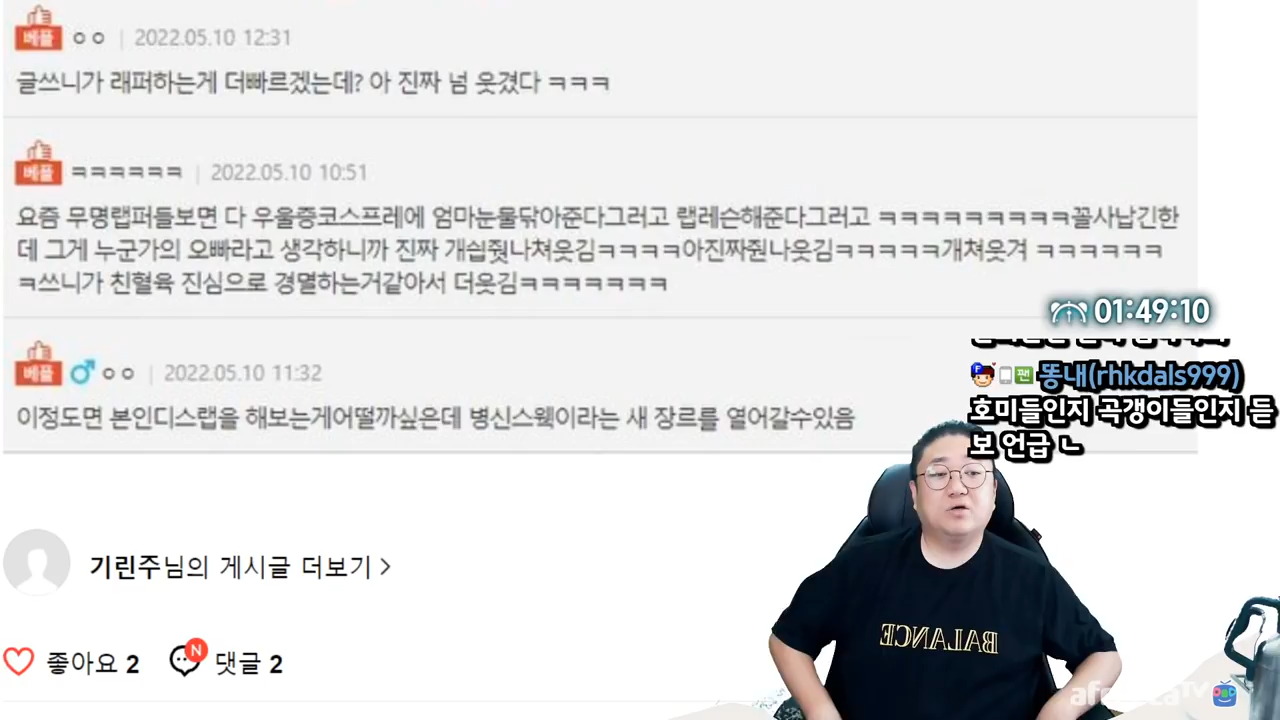 베플 ㅇㅇ | 2022.05.10 12:31
글쓰니가 래퍼하는게 더빠르겠는데? 아 진짜 넘 웃겼다 ㅋㅋㅋ
베플 ㅋㅋㅋㅋㅋㅋ | 2022.05.10 10:51
요즘 무명랩퍼들보면 다 우울증코스프레에 엄마눈물닦아준다그러고 랩레슨해준다그러고 ㅋㅋㅋㅋㅋㅋㅋㅋㅋㅋ꼴사납긴한
데 그게 누군가의 오빠라고 생각하니까 진짜 개쉽줫나쳐웃김ㅋㅋㅋㅋ아진짜줜나웃김ㅋㅋㅋㅋㅋ개쳐웃겨 ㅋㅋㅋㅋㅋㅋ
ㅋ쓰니가 친혈육 진심으로 경멸하는거같아서 더웃김ㅋㅋㅋㅋㅋㅋㅋ
01:49:10
베플 ♂ ㅇㅇ | 2022.05.10 11:32
F 팬 똥내(rhkdals999)
이정도면 본인디스랩을 해보는게어떨까싶은데 병신스웩이라는 새 장르를 열어갈수있음
호미들인지 곡갱이들인지 듣
보 언급 ㄴ
기린주님의 게시글 더보기 >
BALANCE
좋아요 2 N 댓글 2